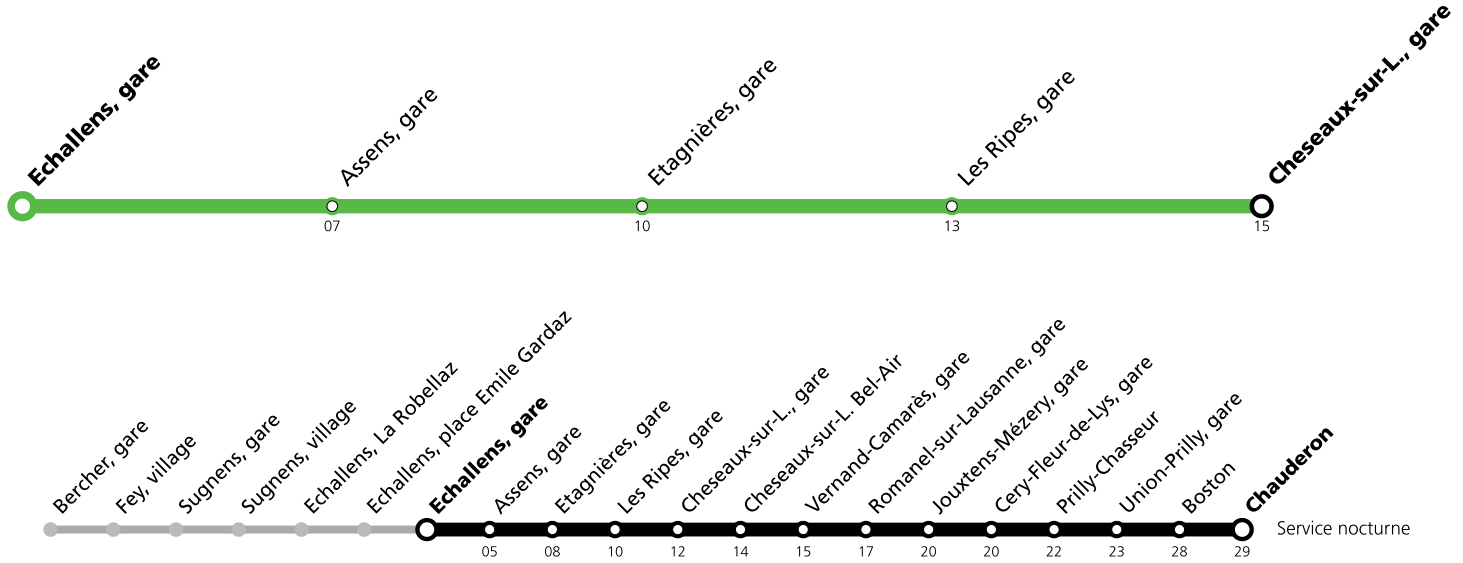 Echallens, gare
Assens, gare
Etagnières, gare
Les Ripes, gare
Cheseaux-sur-L., gare
07
10
13
15
Bercher, gare
Fey, village
Sugnens, gare
Sugnens, village
Echallens, La Robellaz
Echallens, place Emile Gardaz
Echallens, gare
Assens, gare
Etagnières, gare
Les Ripes, gare
Cheseaux-sur-L., gare
Cheseaux-sur-L. Bel-Air
Vernand-Camarès, gare
Romanel-sur-Lausanne, gare
Jouxtens-Mézery, gare
Cery-Fleur-de-Lys, gare
Prilly-Chasseur
Union-Prilly, gare
Boston
Chauderon
Service nocturne
05
08
10
12
14
15
17
20
20
22
23
28
29